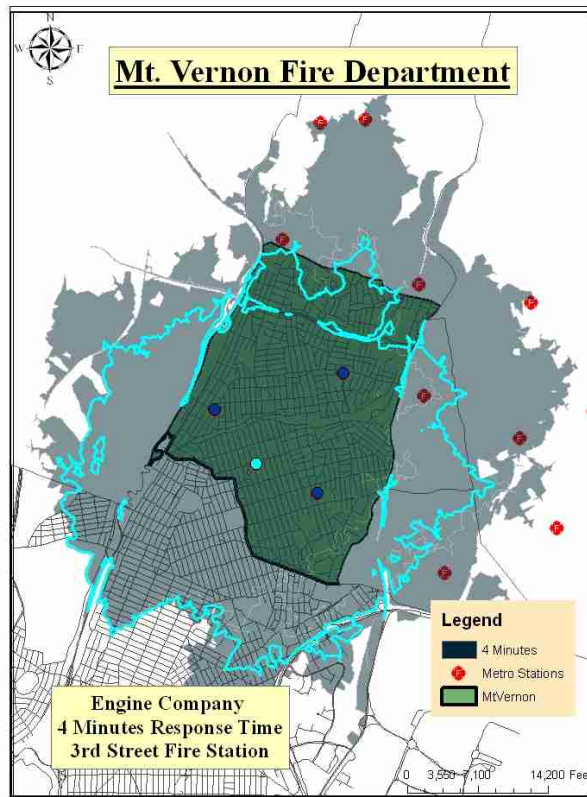 N
W E
S
Mt. Vernon Fire Department
Legend
4 Minutes
Metro Stations
MtVernon
Engine Company
4 Minutes Response Time
3rd Street Fire Station
0 3,550 7,100 14,200 Fee